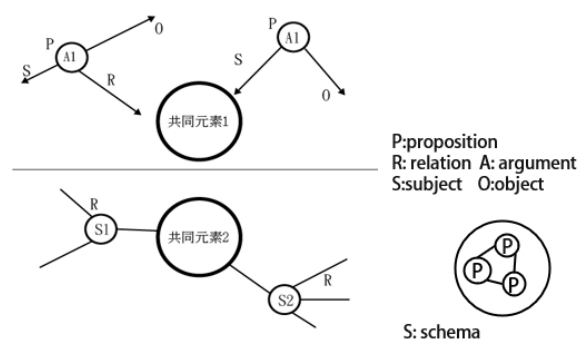 P
A1
O
S
R
P
A1
S
O
共同元素1
P:proposition
R: relation A: argument
S:subject O:object
R
S1
共同元素2
S2
R
P
P
P
S: schema